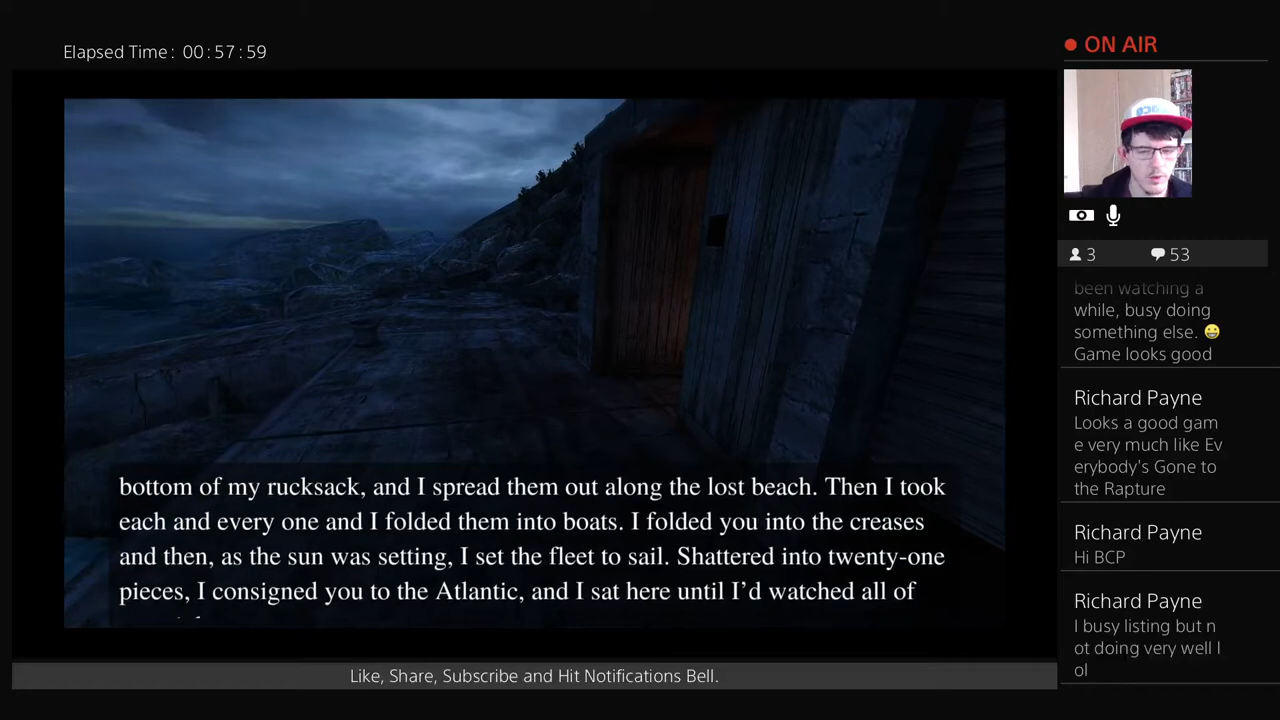 Elapsed Time: 00:57:59
ON AIR
3
53
been watching a
while, busy doing
something else. 😀
Game looks good
Richard Payne
Looks a good gam
e very much like Ev
erybody's Gone to
the Rapture
Richard Payne
Hi BCP
Richard Payne
I busy listing but n
ot doing very well l
ol
bottom of my rucksack, and I spread them out along the lost beach. Then I took
each and every one and I folded them into boats. I folded you into the creases
and then, as the sun was setting, I set the fleet to sail. Shattered into twenty-one
pieces, I consigned you to the Atlantic, and I sat here until I’d watched all of
Like, Share, Subscribe and Hit Notifications Bell.